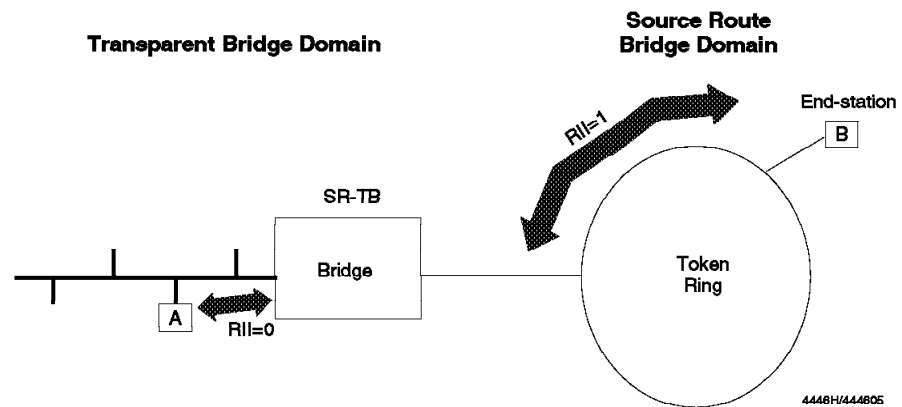 Transparent Bridge Domain
Source Route
Bridge Domain
RII=1
End-station
B
SR-TB
Bridge
Token
Ring
A
RII=0
4446H/444605